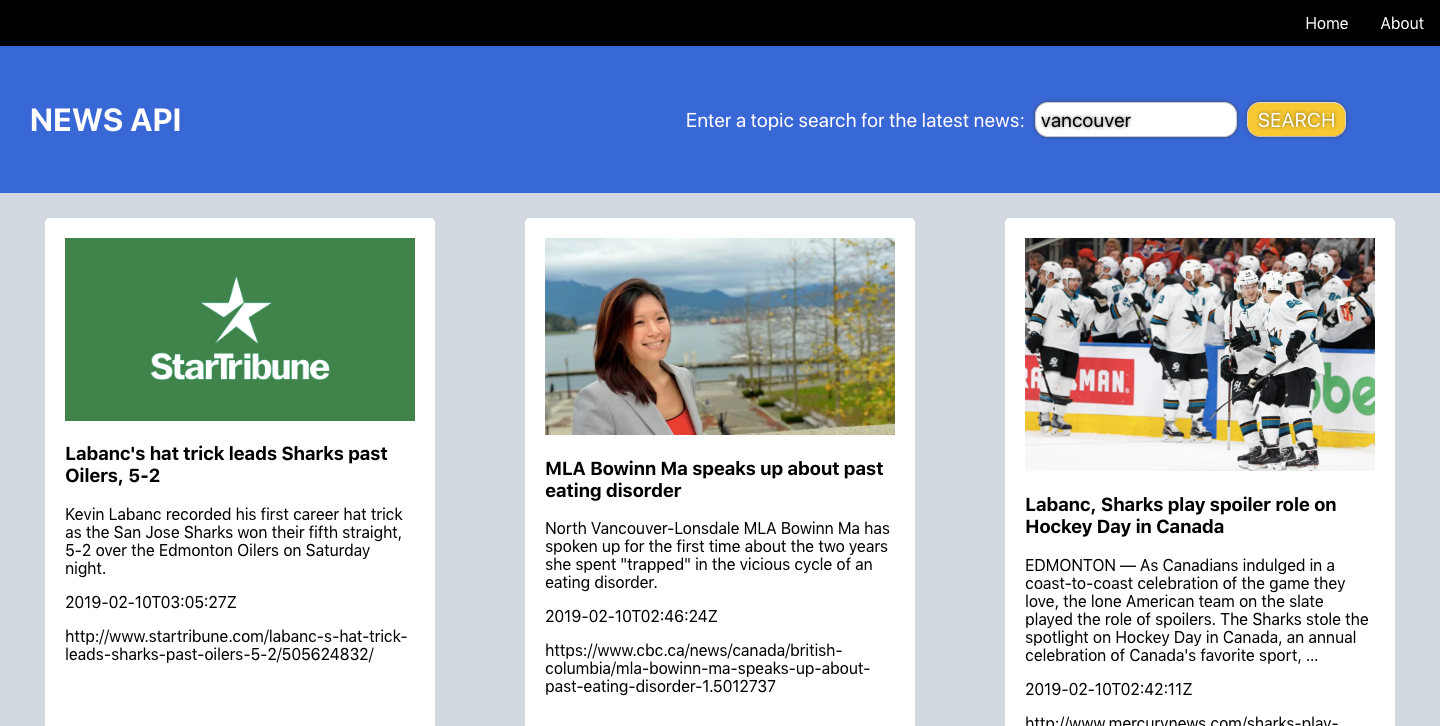 Home About
NEWS API
Enter a topic search for the latest news: vancouver SEARCH
StarTribune
Labanc's hat trick leads Sharks past
Oilers, 5-2
Kevin Labanc recorded his first career hat trick
as the San Jose Sharks won their fifth straight,
5-2 over the Edmonton Oilers on Saturday
night.
2019-02-10T03:05:27Z
http://www.startribune.com/labanc-s-hat-trick-
leads-sharks-past-oilers-5-2/505624832/
MLA Bowinn Ma speaks up about past
eating disorder
North Vancouver-Lonsdale MLA Bowinn Ma has
spoken up for the first time about the two years
she spent "trapped" in the vicious cycle of an
eating disorder.
2019-02-10T02:46:24Z
https://www.cbc.ca/news/canada/british-
columbia/mla-bowinn-ma-speaks-up-about-
past-eating-disorder-1.5012737
Labanc, Sharks play spoiler role on
Hockey Day in Canada
EDMONTON — As Canadians indulged in a
coast-to-coast celebration of the game they
love, the lone American team on the slate
played the role of spoilers. The Sharks stole the
spotlight on Hockey Day in Canada, an annual
celebration of Canada's favorite sport, ...
2019-02-10T02:42:11Z
http://www.mercurynews.com/sharks-play-